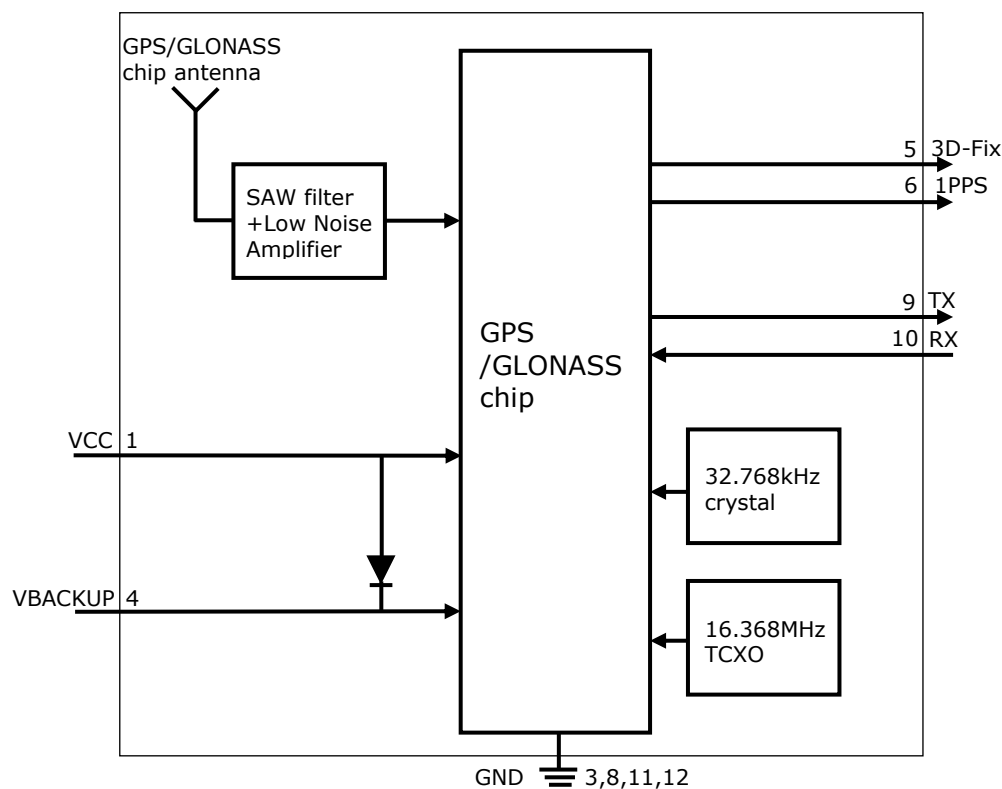 GPS/GLONASS
chip antenna
SAW filter
+Low Noise
Amplifier
GPS
/GLONASS
chip
5 3D-Fix
6 1PPS
9 TX
10 RX
VCC 1
VBACKUP 4
32.768kHz
crystal
16.368MHz
TCXO
GND 3,8,11,12